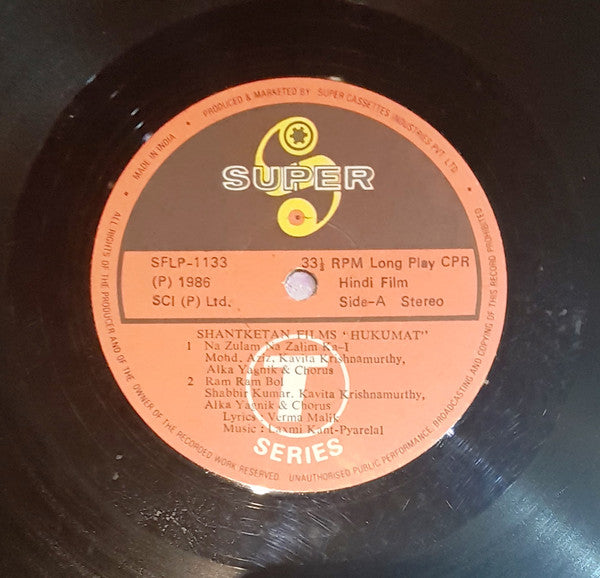 PRODUCED & MARKETED BY SUPER CASSETTES INDUSTRIES PVT. LTD.
MADE IN INDIA
SUPER
SFLP-1133 33⅓ RPM Long Play CPR
(P) 1986 Hindi Film
SCI (P) Ltd. Side-A Stereo
SHANTKETAN FILMS "HUKUMAT"
1 Na Zulam Na Zalim Ka-I
Mohd. Aziz, Kavita Krishnamurthy,
Alka Yagnik & Chorus
2 Ram Ram Bol
Shabbir Kumar, Kavita Krishnamurthy,
Alka Yagnik & Chorus
Lyrics : Verma Malik
Music : Laxmi Kant-Pyarelal
7
SERIES
ALL RIGHTS OF THE PRODUCER AND OF THE OWNER OF THE RECORDED WORK RESERVED. UNAUTHORISED PUBLIC PERFORMANCE, BROADCASTING AND COPYING OF THIS RECORD PROHIBITED